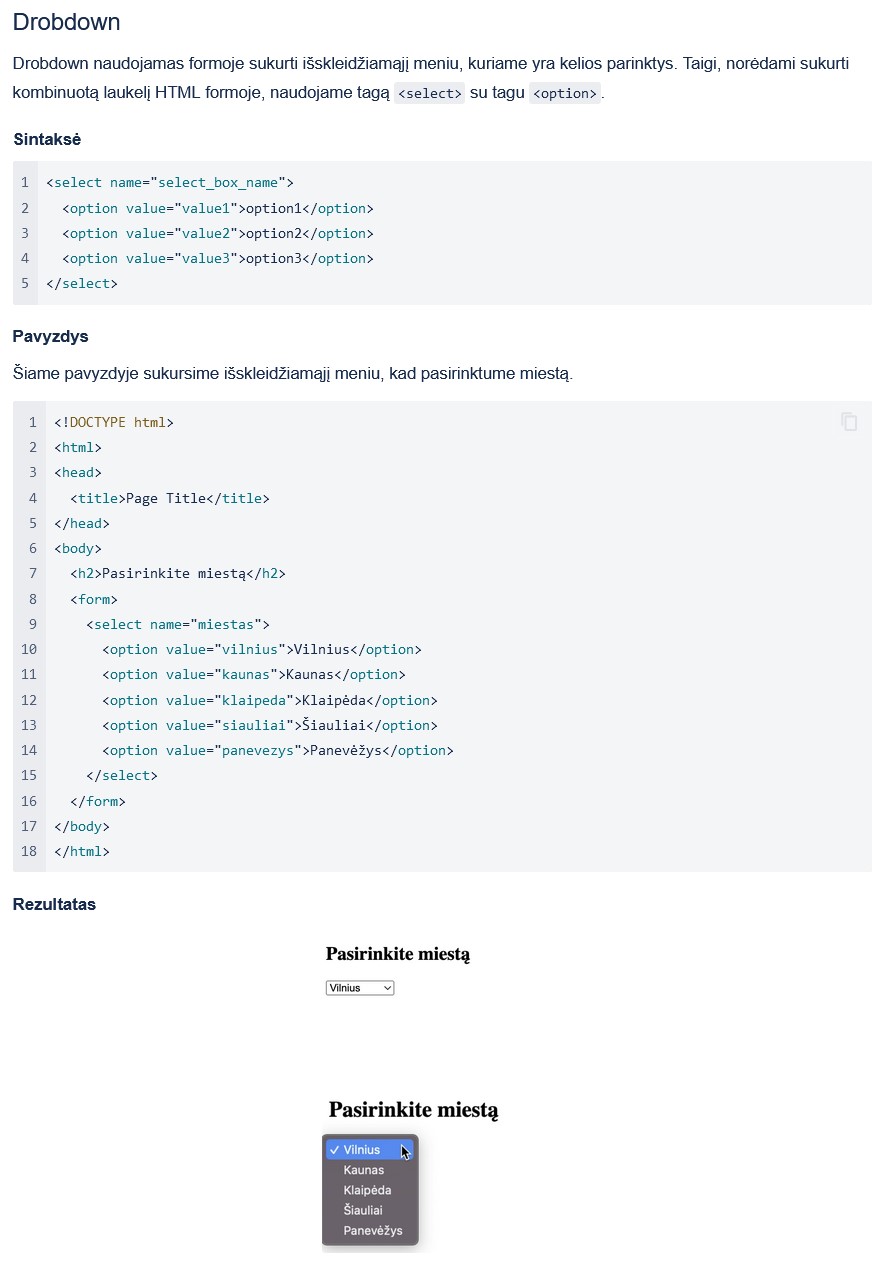 Drobdown
Drobdown naudojamas formoje sukurti išskleidžiamąjį meniu, kuriame yra kelios parinktys. Taigi, norėdami sukurti
kombinuotą laukelį HTML formoje, naudojame tagą <select> su tagu <option>.
Sintaksė
1 <select name="select_box_name">
2   <option value="value1">option1</option>
3   <option value="value2">option2</option>
4   <option value="value3">option3</option>
5 </select>
Pavyzdys
Šiame pavyzdyje sukursime išskleidžiamąjį meniu, kad pasirinktume miestą.
1 <!DOCTYPE html>
2 <html>
3 <head>
4   <title>Page Title</title>
5 </head>
6 <body>
7   <h2>Pasirinkite miestą</h2>
8   <form>
9     <select name="miestas">
10       <option value="vilnius">Vilnius</option>
11       <option value="kaunas">Kaunas</option>
12       <option value="klaipeda">Klaipėda</option>
13       <option value="siauliai">Šiauliai</option>
14       <option value="panevezys">Panevėžys</option>
15     </select>
16   </form>
17 </body>
18 </html>
Rezultatas
Pasirinkite miestą
Vilnius
Pasirinkite miestą
✓ Vilnius
Kaunas
Klaipėda
Šiauliai
Panevėžys